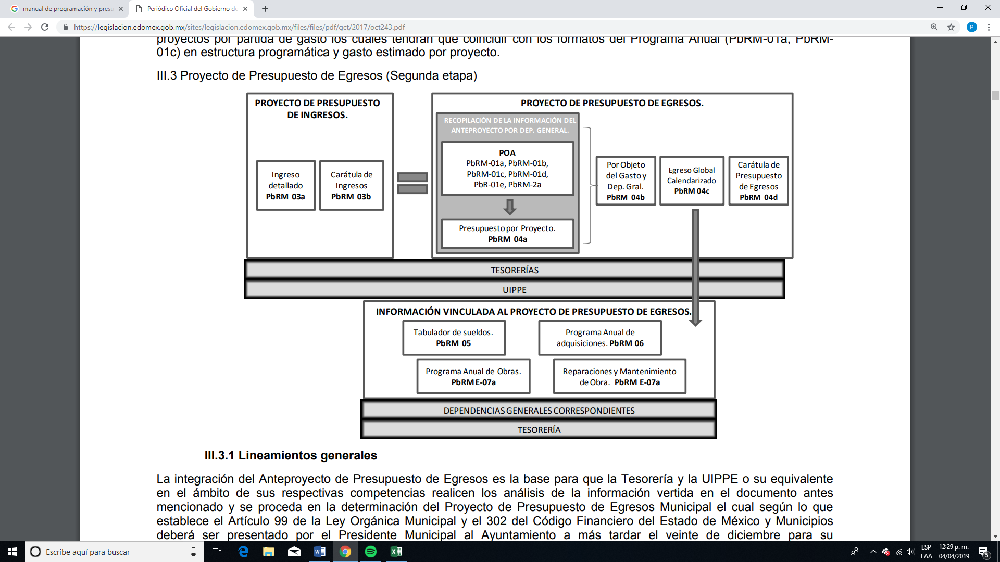 manual de programación y presu
Periódico Oficial del Gobierno de
https://legislacion.edomex.gob.mx/sites/legislacion.edomex.gob.mx/files/files/pdf/gct/2017/oct243.pdf
P
proyectos por partida de gasto los cuales tendrán que coincidir con los formatos del Programa Anual (PbRM-01a, PbRM-
01c) en estructura programática y gasto estimado por proyecto.
III.3 Proyecto de Presupuesto de Egresos (Segunda etapa)
PROYECTO DE PRESUPUESTO
DE INGRESOS.
Ingreso
detallado
PbRM 03a
Carátula de
Ingresos
PbRM 03b
PROYECTO DE PRESUPUESTO DE EGRESOS.
RECOPILACIÓN DE LA INFORMACIÓN DEL
ANTEPROYECTO POR DEP. GENERAL.
POA
PbRM-01a, PbRM-01b,
PbRM-01c, PbRM-01d,
PbR-01e, PbRM-2a
Presupuesto por Proyecto.
PbRM 04a
Por Objeto
del Gasto y
Dep. Gral.
PbRM 04b
Egreso Global
Calendarizado
PbRM 04c
Carátula de
Presupuesto
de Egresos
PbRM 04d
TESORERÍAS
UIPPE
INFORMACIÓN VINCULADA AL PROYECTO DE PRESUPUESTO DE EGRESOS.
Tabulador de sueldos.
PbRM 05
Programa Anual de
adquisiciones. PbRM 06
Programa Anual de Obras.
PbRM E-07a
Reparaciones y Mantenimiento
de Obra. PbRM E-07a
DEPENDENCIAS GENERALES CORRESPONDIENTES
TESORERÍA
III.3.1 Lineamientos generales
La integración del Anteproyecto de Presupuesto de Egresos es la base para que la Tesorería y la UIPPE o su equivalente
en el ámbito de sus respectivas competencias realicen los análisis de la información vertida en el documento antes
mencionado y se proceda en la determinación del Proyecto de Presupuesto de Egresos Municipal el cual según lo que
establece el Artículo 99 de la Ley Orgánica Municipal y el 302 del Código Financiero del Estado de México y Municipios
deberá ser presentado por el Presidente Municipal al Ayuntamiento a más tardar el veinte de diciembre para su
Escribe aquí para buscar
ESP
LAA
12:29 p. m.
04/04/2019
5